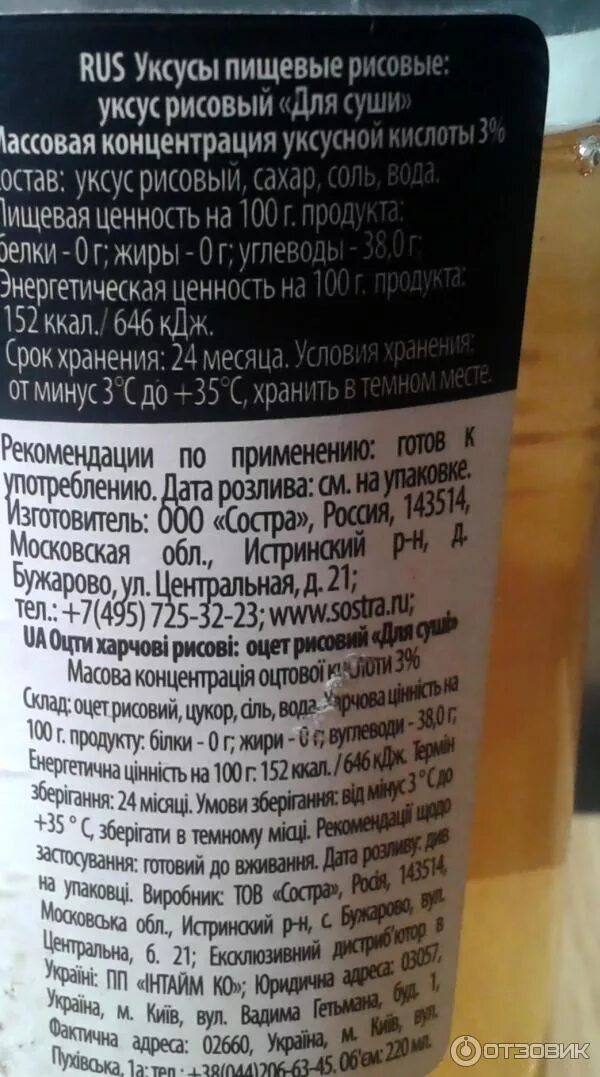 RUS Уксусы пищевые рисовые:
уксус рисовый «Для суши»
Массовая концентрация уксусной кислоты 3%
Состав: уксус рисовый, сахар, соль, вода.
Пищевая ценность на 100 г. продукта:
белки - 0 г; жиры - 0 г; углеводы - 38,0 г;
Энергетическая ценность на 100 г. продукта:
152 ккал./ 646 кДж.
Срок хранения: 24 месяца. Условия хранения:
от минус 3°С до +35°С, хранить в темном месте.
Рекомендации по применению: готов к
употреблению. Дата розлива: см. на упаковке.
Изготовитель: ООО «Состра», Россия, 143514,
Московская обл., Истринский р-н, д.
Бужарово, ул. Центральная, д. 21;
тел.: +7(495) 725-32-23; www.sostra.ru;
UA Оцти харчові рисові: оцет рисовий «Для суші»
Масова концентрація оцтової кислоти 3%
Склад: оцет рисовий, цукор, сіль, вода. Харчова цінність на
100 г. продукту: білки - 0 г; жири - 0 г; вуглеводи - 38,0 г;
Енергетична цінність на 100 г: 152 ккал./ 646 кДж. Термін
зберігання: 24 місяці. Умови зберігання: від мінус 3 °С до
+35 ° С, зберігати в темному місці. Рекомендації щодо
застосування: готовий до вживання. Дата розливу: див
на упаковці. Виробник: ТОВ «Состра», Росія, 143514,
Московська обл., Истринский р-н, с. Бужарово, вул.
Центральна, б. 21; Ексклюзивний дистриб'ютор в
Україні: ПП «ІНТАЙМ КО»; Юридична адреса: 03057,
Україна, м. Київ, вул. Вадима Гетьмана, буд. 1,
Фактична адреса: 02660, Україна, м. Київ, вул.
Пухівська, 1а; тел.: +38(044)206-63-45. Об'єм: 220 мл.
ОТЗОВИК